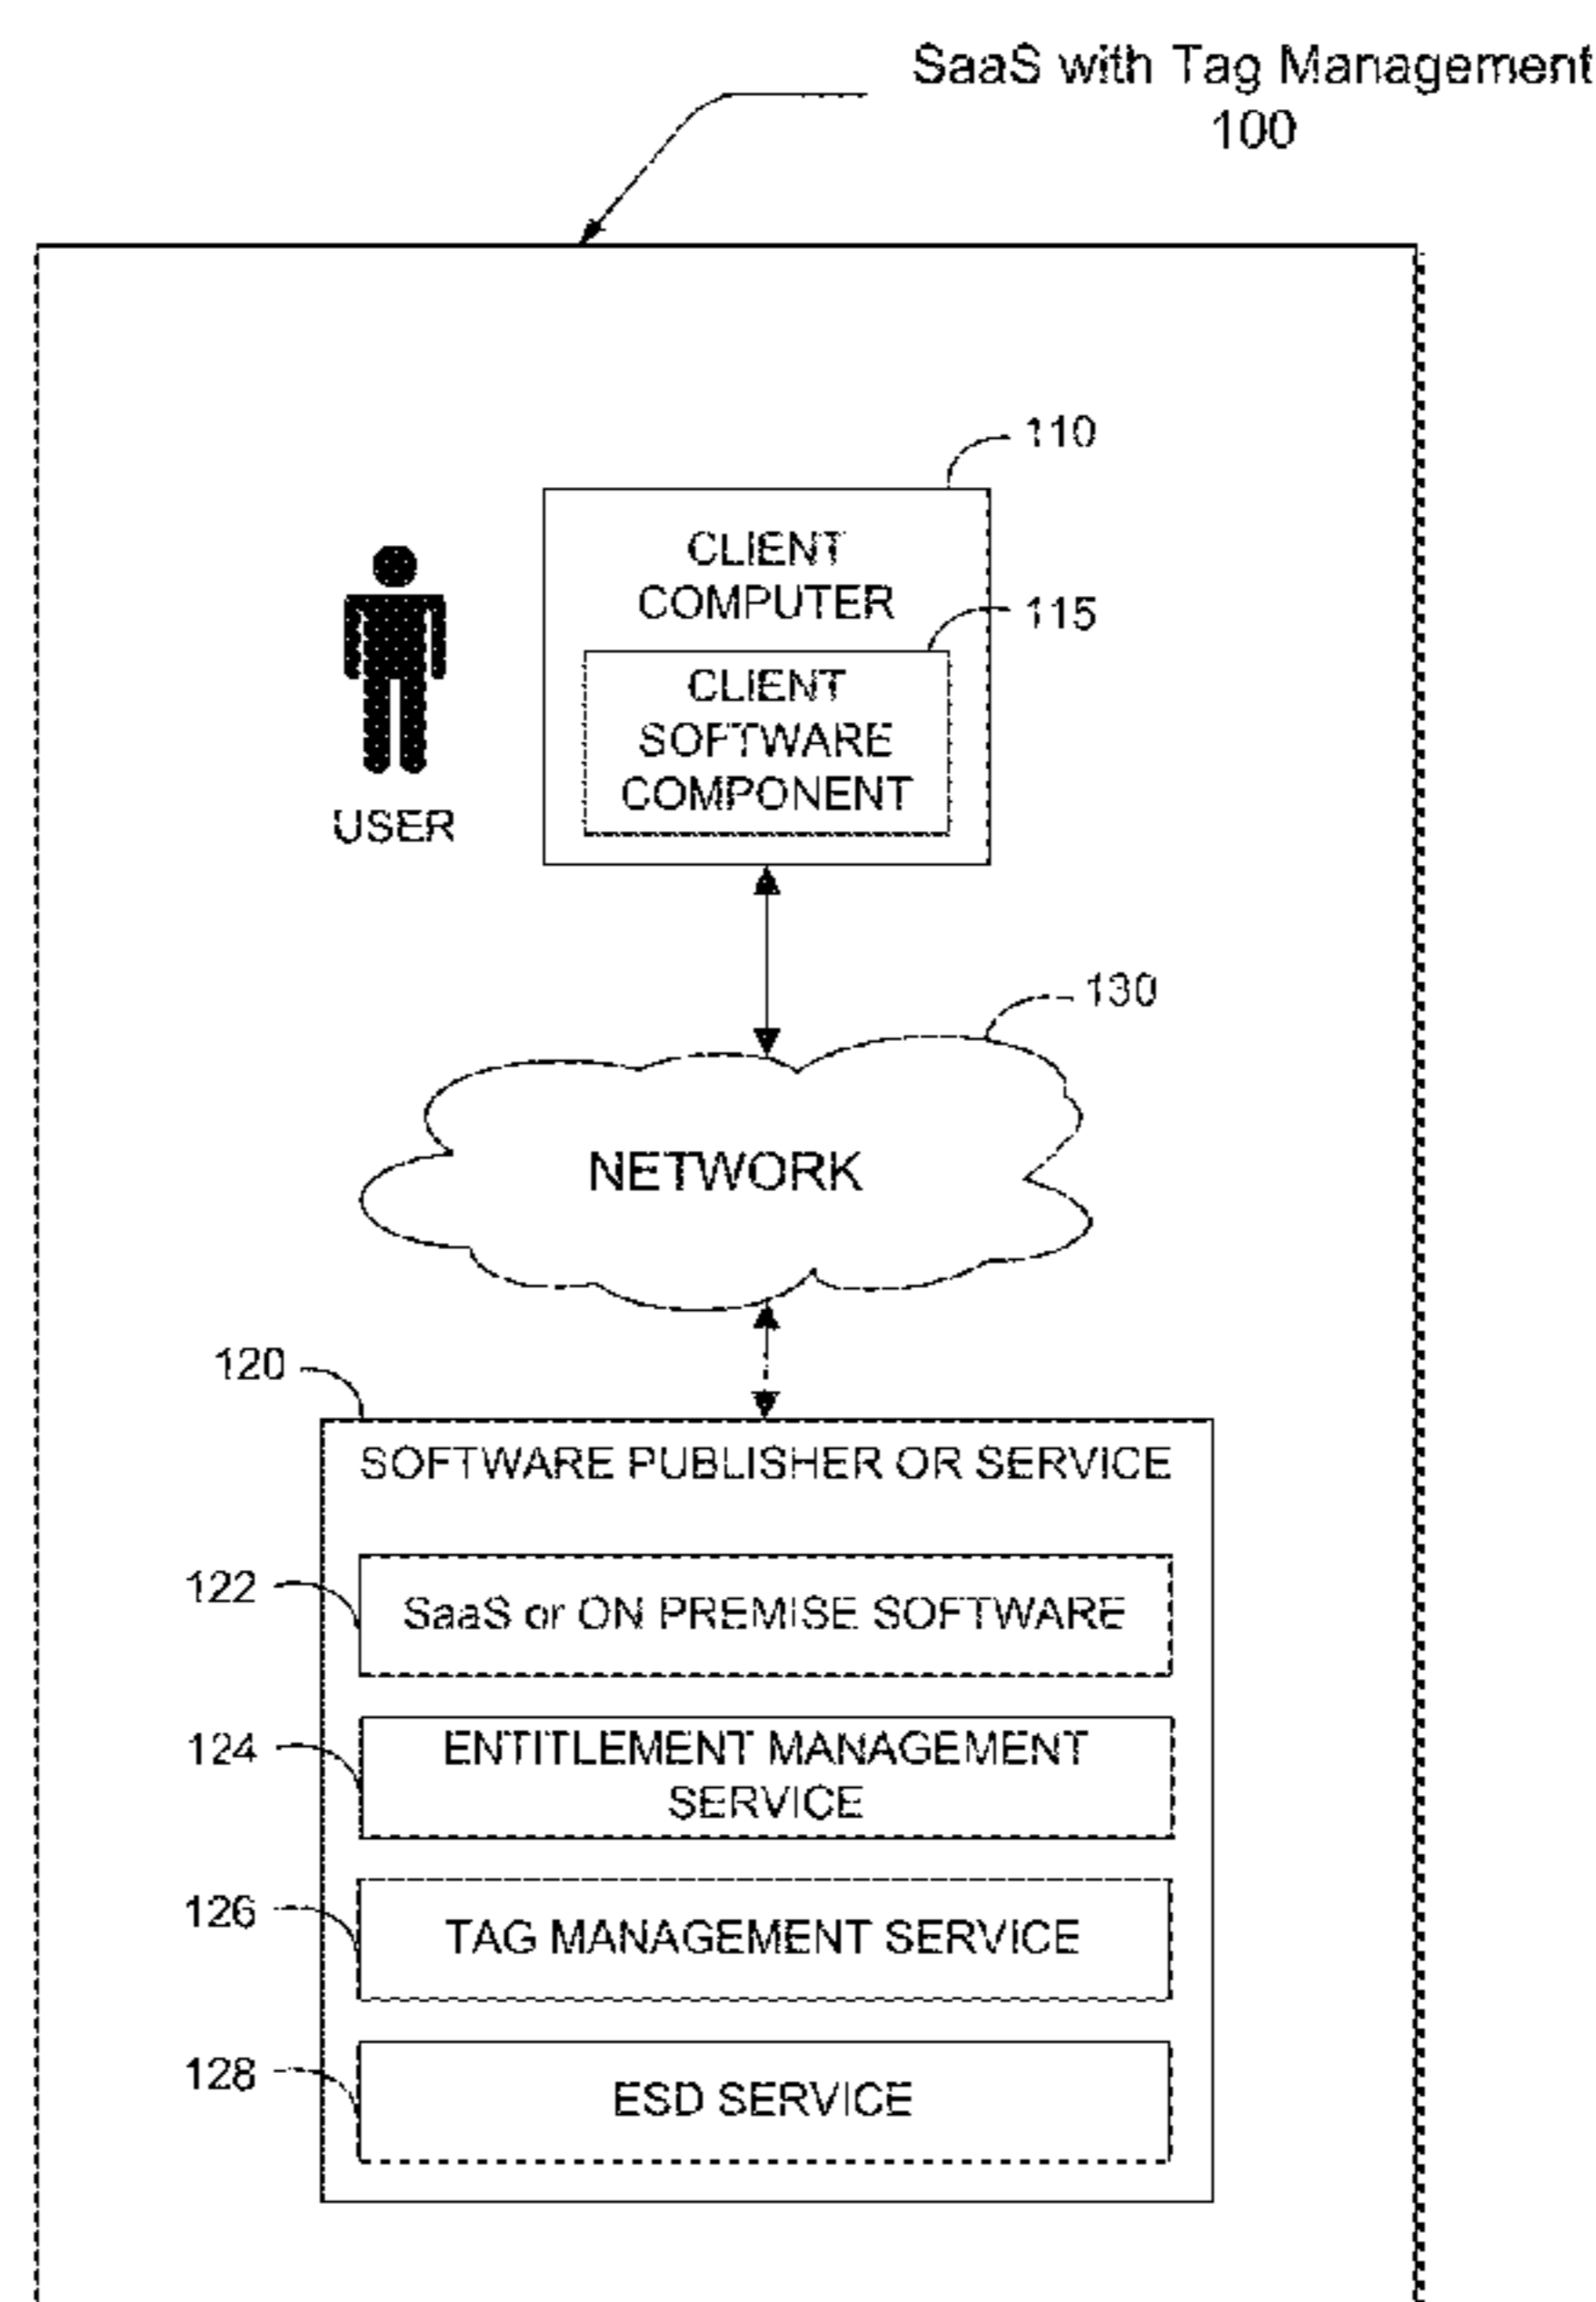 SaaS with Tag Management
100
110
CLIENT
COMPUTER
115
CLIENT
SOFTWARE
COMPONENT
USER
130
NETWORK
120
SOFTWARE PUBLISHER OR SERVICE
122
SaaS or ON PREMISE SOFTWARE
124
ENTITLEMENT MANAGEMENT
SERVICE
126
TAG MANAGEMENT SERVICE
128
ESD SERVICE